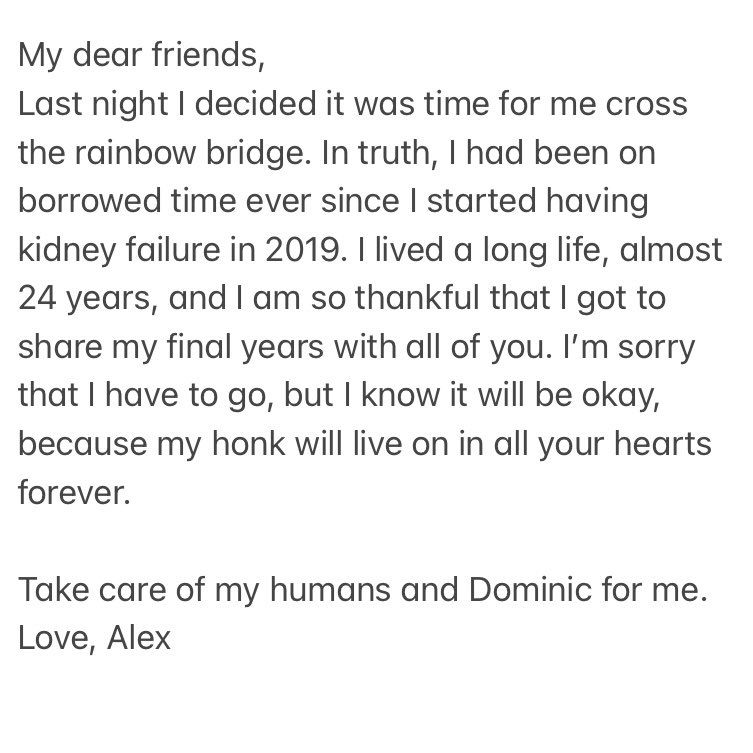 My dear friends,
Last night I decided it was time for me cross
the rainbow bridge. In truth, I had been on
borrowed time ever since I started having
kidney failure in 2019. I lived a long life, almost
24 years, and I am so thankful that I got to
share my final years with all of you. I’m sorry
that I have to go, but I know it will be okay,
because my honk will live on in all your hearts
forever.

Take care of my humans and Dominic for me.
Love, Alex